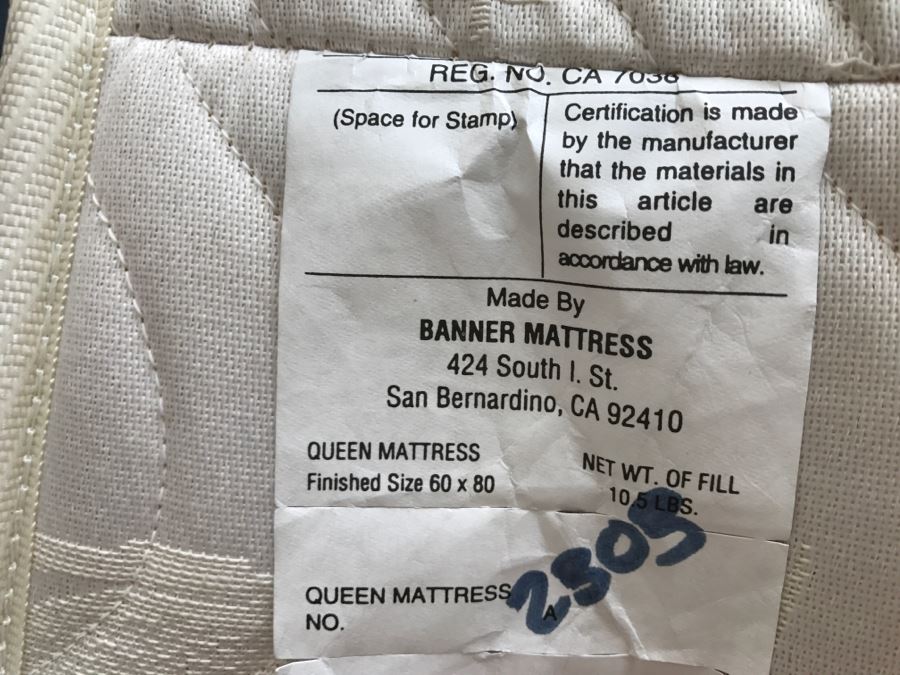 REG. NO. CA 7038
(Space for Stamp)
Certification is made
by the manufacturer
that the materials in
this article are
described in
accordance with law.
Made By
BANNER MATTRESS
424 South I. St.
San Bernardino, CA 92410
QUEEN MATTRESS
Finished Size 60 x 80
NET WT. OF FILL
10.5 LBS.
QUEEN MATTRESS
NO.
A